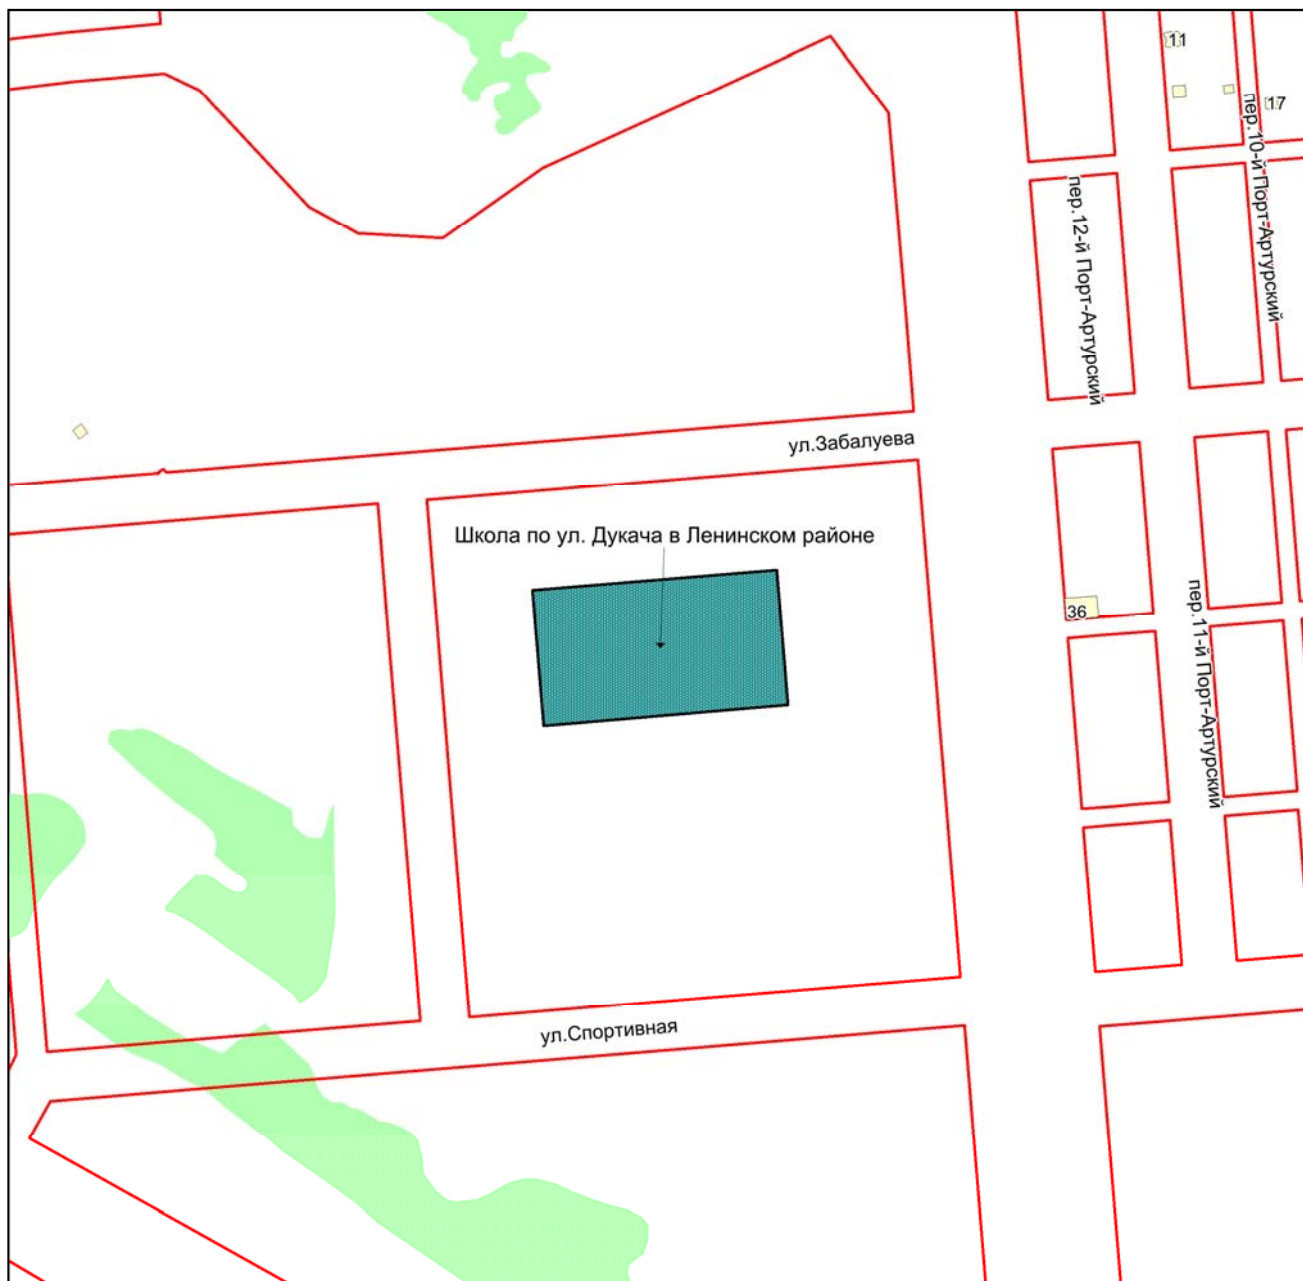 11
17
пер.10-й Порт-Артурский
пер.12-й Порт-Артурский
ул.Забалуева
Школа по ул. Дукача в Ленинском районе
36
пер.11-й Порт-Артурский
ул.Спортивная